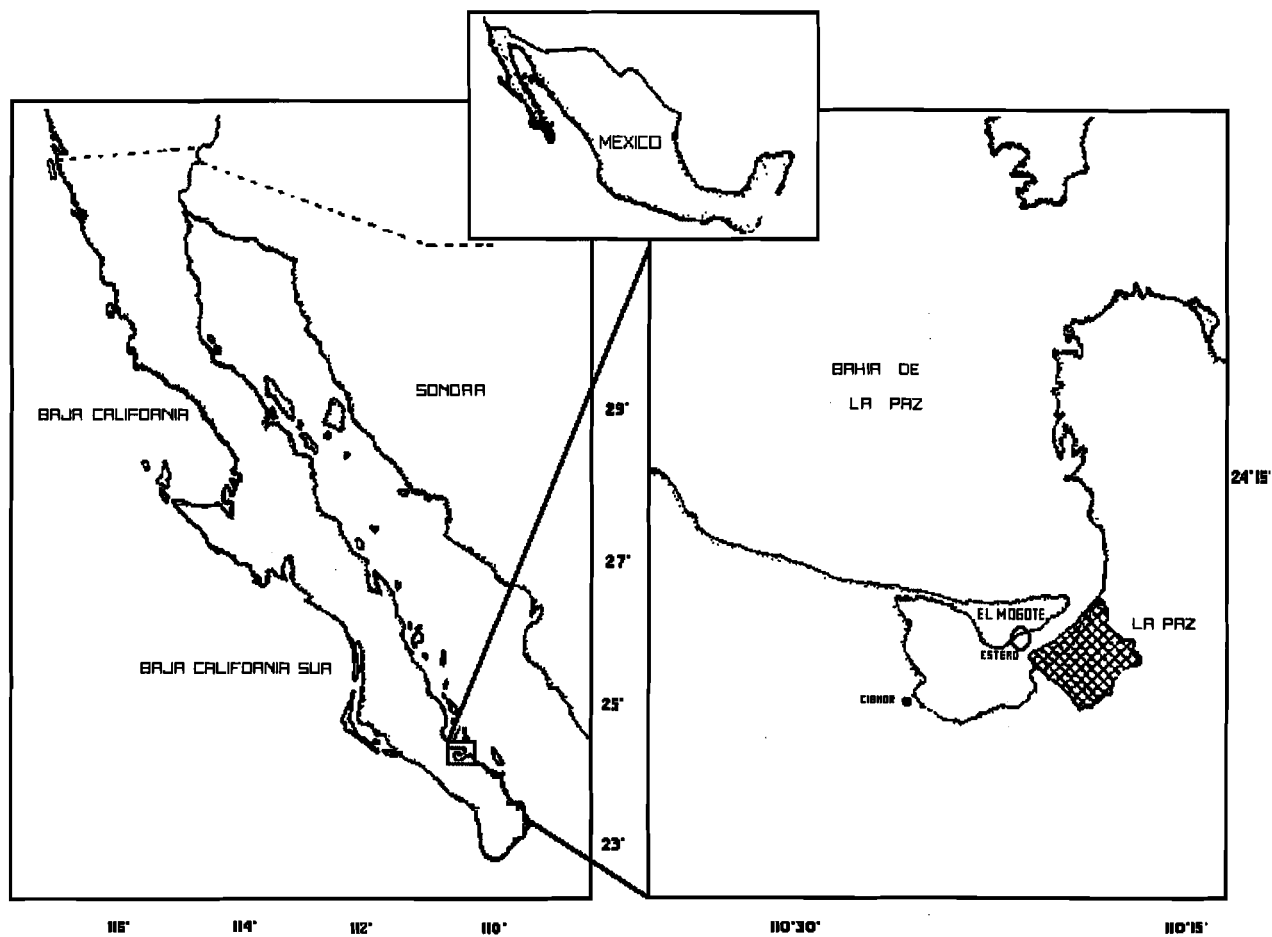 MEXICO
BAJA CALIFORNIA
SONORA
BAJA CALIFORNIA SUR
29°
27°
25°
23°
116°
114°
112°
110°
BAHIA DE
LA PAZ
24°15'
EL MOGOTE
ESTERO
LA PAZ
CIBNOR
110°30'
110°15'